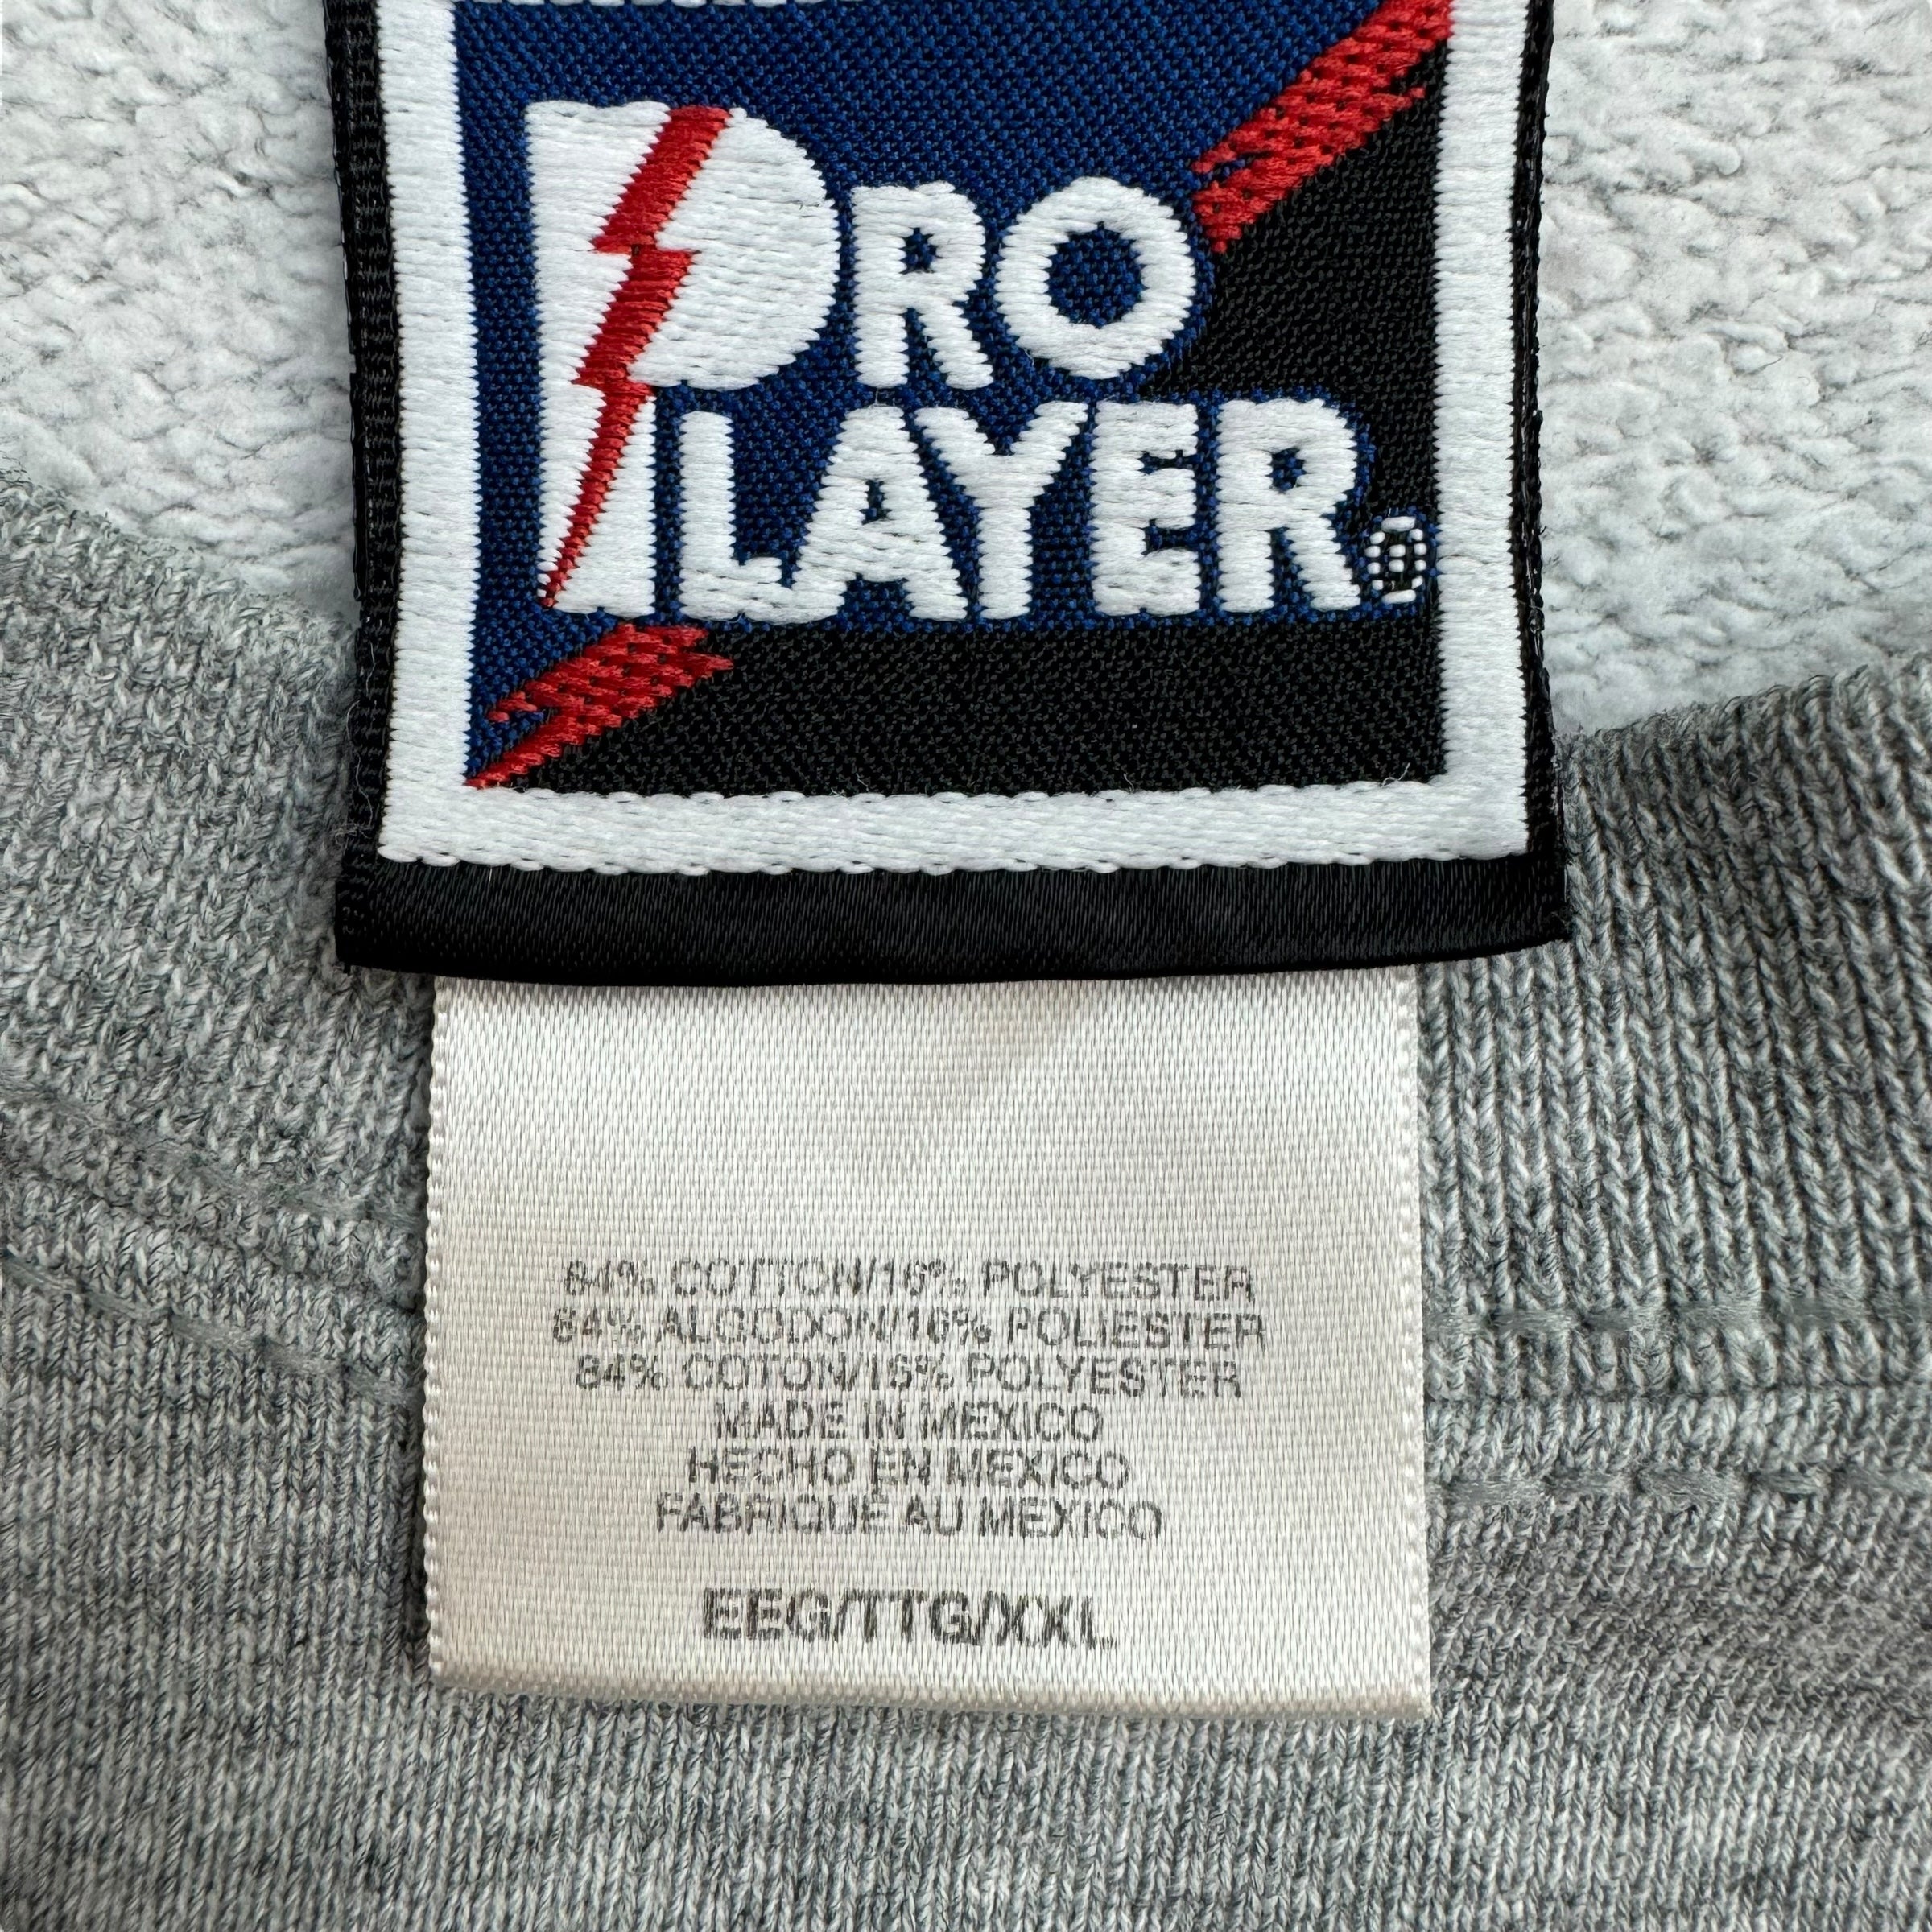 PRO
PLAYER®
84% COTTON/16% POLYESTER
84% ALGODON/16% POLIESTER
84% COTON/16% POLYESTER
MADE IN MEXICO
HECHO EN MEXICO
FABRIQUE AU MEXICO
EEG/TTG/XXL